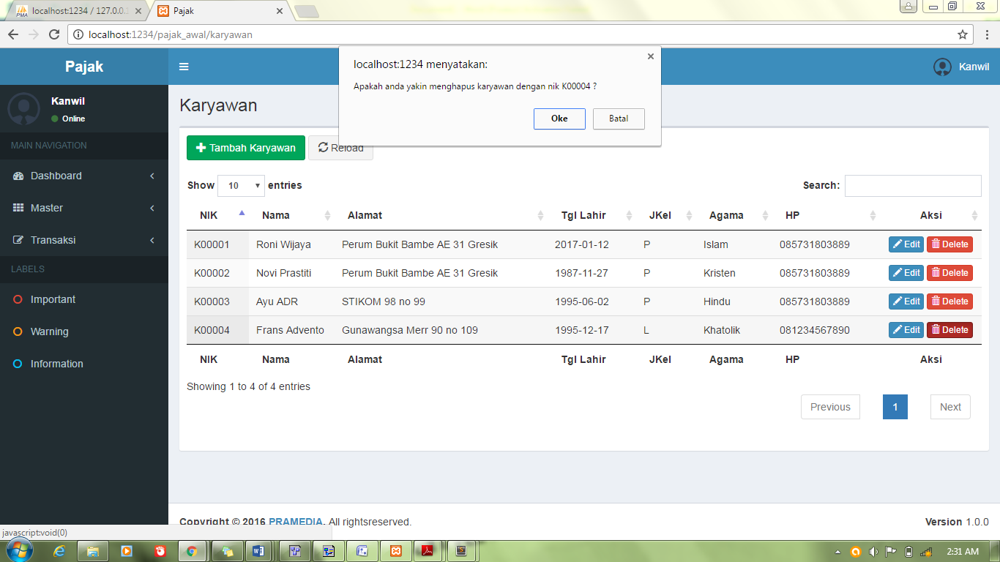 localhost:1234 / 127.0.0.1
Pajak
localhost:1234/pajak_awal/karyawan
Pajak
Kanwil
localhost:1234 menyatakan:
Apakah anda yakin menghapus karyawan dengan nik K00004 ?
Oke Batal
Kanwil
Online
MAIN NAVIGATION
Dashboard
Master
Transaksi
LABELS
Important
Warning
Information
Karyawan
Tambah Karyawan Reload
Show 10 entries Search:
NIK Nama Alamat Tgl Lahir JKel Agama HP Aksi
K00001 Roni Wijaya Perum Bukit Bambe AE 31 Gresik 2017-01-12 P Islam 085731803889 Edit Delete
K00002 Novi Prastiti Perum Bukit Bambe AE 31 Gresik 1987-11-27 P Kristen 085731803889 Edit Delete
K00003 Ayu ADR STIKOM 98 no 99 1995-06-02 P Hindu 085731803889 Edit Delete
K00004 Frans Advento Gunawangsa Merr 90 no 109 1995-12-17 L Khatolik 081234567890 Edit Delete
NIK Nama Alamat Tgl Lahir JKel Agama HP Aksi
Showing 1 to 4 of 4 entries
Previous 1 Next
Copyright © 2016 PRAMEDIA. All rightsreserved. Version 1.0.0
javascript:void(0)
2:31 AM